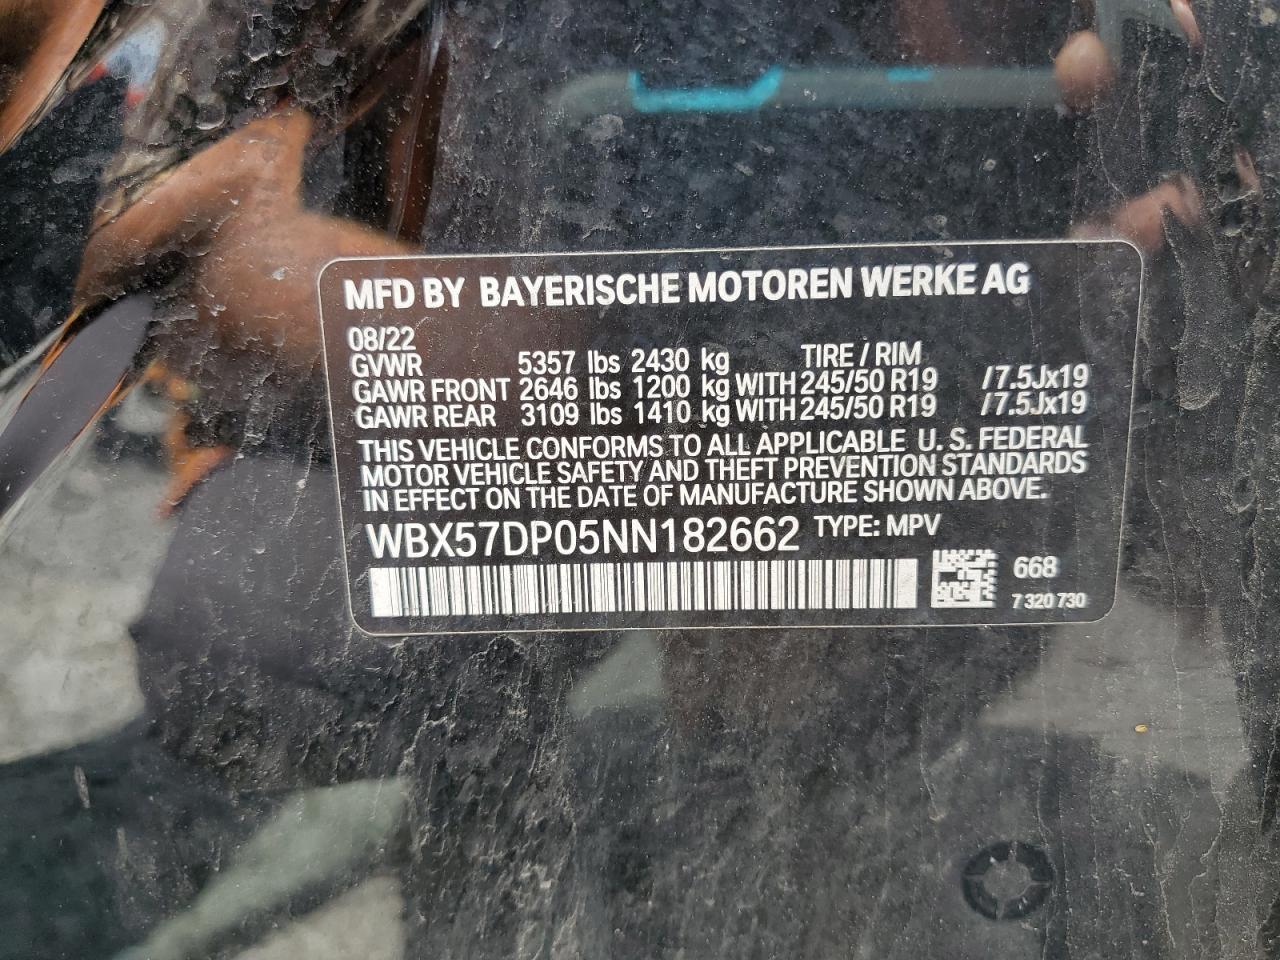 MFD BY BAYERISCHE MOTOREN WERKE AG
08/22
GVWR 5357 lbs 2430 kg TIRE / RIM
GAWR FRONT 2646 lbs 1200 kg WITH 245/50 R19 /7.5Jx19
GAWR REAR 3109 lbs 1410 kg WITH 245/50 R19 /7.5Jx19
THIS VEHICLE CONFORMS TO ALL APPLICABLE U. S. FEDERAL
MOTOR VEHICLE SAFETY AND THEFT PREVENTION STANDARDS
IN EFFECT ON THE DATE OF MANUFACTURE SHOWN ABOVE.
WBX57DP05NN182662 TYPE: MPV
668
7 320 730